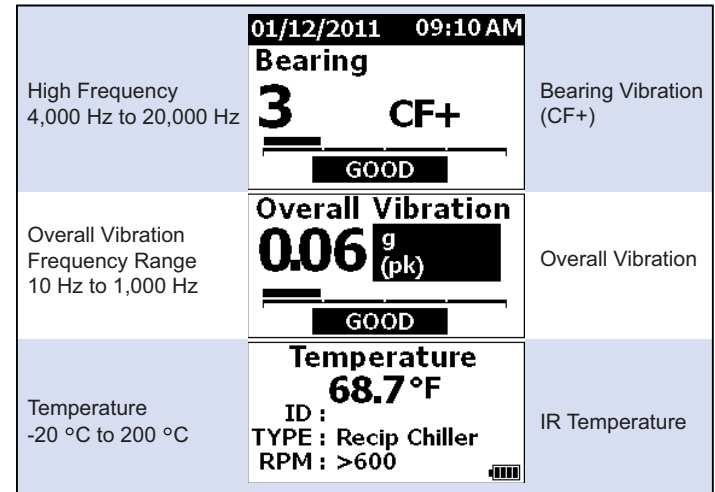 High Frequency
4,000 Hz to 20,000 Hz
01/12/2011 09:10 AM
Bearing
3 CF+
GOOD
Bearing Vibration
(CF+)
Overall Vibration
Frequency Range
10 Hz to 1,000 Hz
Overall Vibration
0.06 g
(pk)
GOOD
Overall Vibration
Temperature
-20 °C to 200 °C
Temperature
68.7°F
ID :
TYPE : Recip Chiller
RPM : >600
IR Temperature